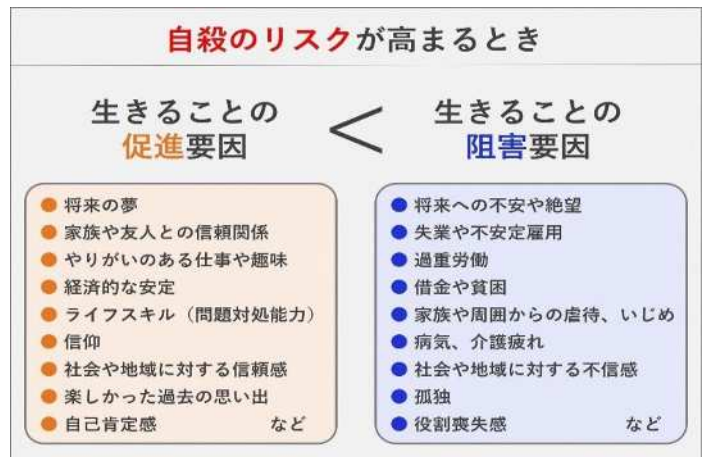 自殺のリスクが高まるとき
生きることの
促進要因
<
生きることの
阻害要因
● 将来の夢
● 家族や友人との信頼関係
● やりがいのある仕事や趣味
● 経済的な安定
● ライフスキル（問題対処能力）
● 信仰
● 社会や地域に対する信頼感
● 楽しかった過去の思い出
● 自己肯定感 など
● 将来への不安や絶望
● 失業や不安定雇用
● 過重労働
● 借金や貧困
● 家族や周囲からの虐待、いじめ
● 病気、介護疲れ
● 社会や地域に対する不信感
● 孤独
● 役割喪失感 など